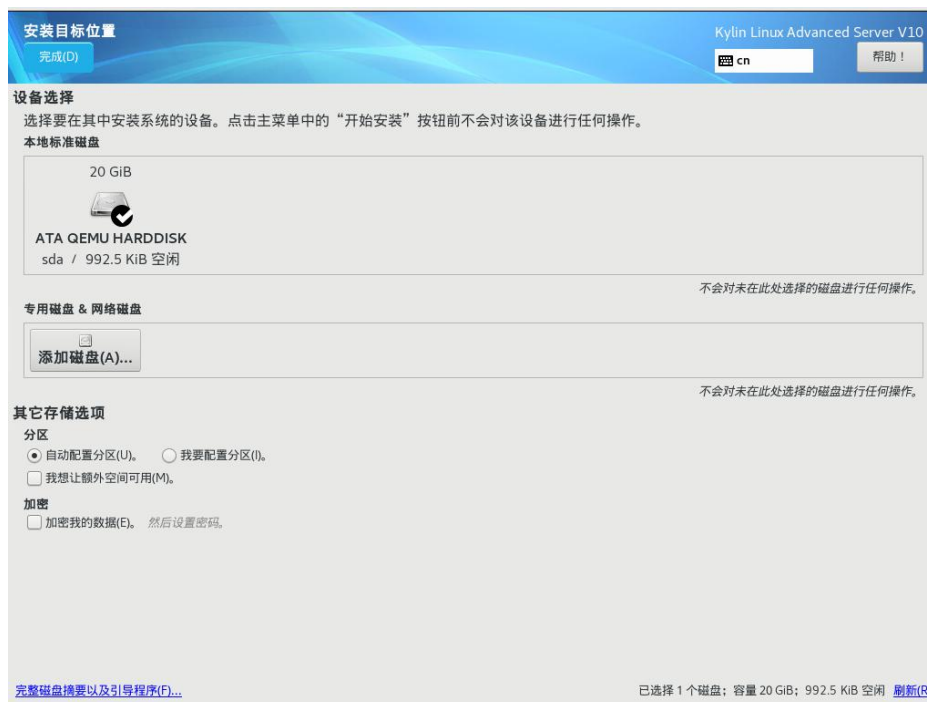 安装目标位置
Kylin Linux Advanced Server V10
完成(D)
cn
帮助！
设备选择
选择要在其中安装系统的设备。点击主菜单中的“开始安装”按钮前不会对该设备进行任何操作。
本地标准磁盘
20 GiB
ATA QEMU HARDDISK
sda / 992.5 KiB 空闲
不会对未在此处选择的磁盘进行任何操作。
专用磁盘 & 网络磁盘
添加磁盘(A)...
不会对未在此处选择的磁盘进行任何操作。
其它存储选项
分区
自动配置分区(U)。 我要配置分区(I)。
我想让额外空间可用(M)。
加密
加密我的数据(E)。 然后设置密码。
完整磁盘摘要以及引导程序(F)...
已选择 1 个磁盘；容量 20 GiB；992.5 KiB 空闲 刷新(R